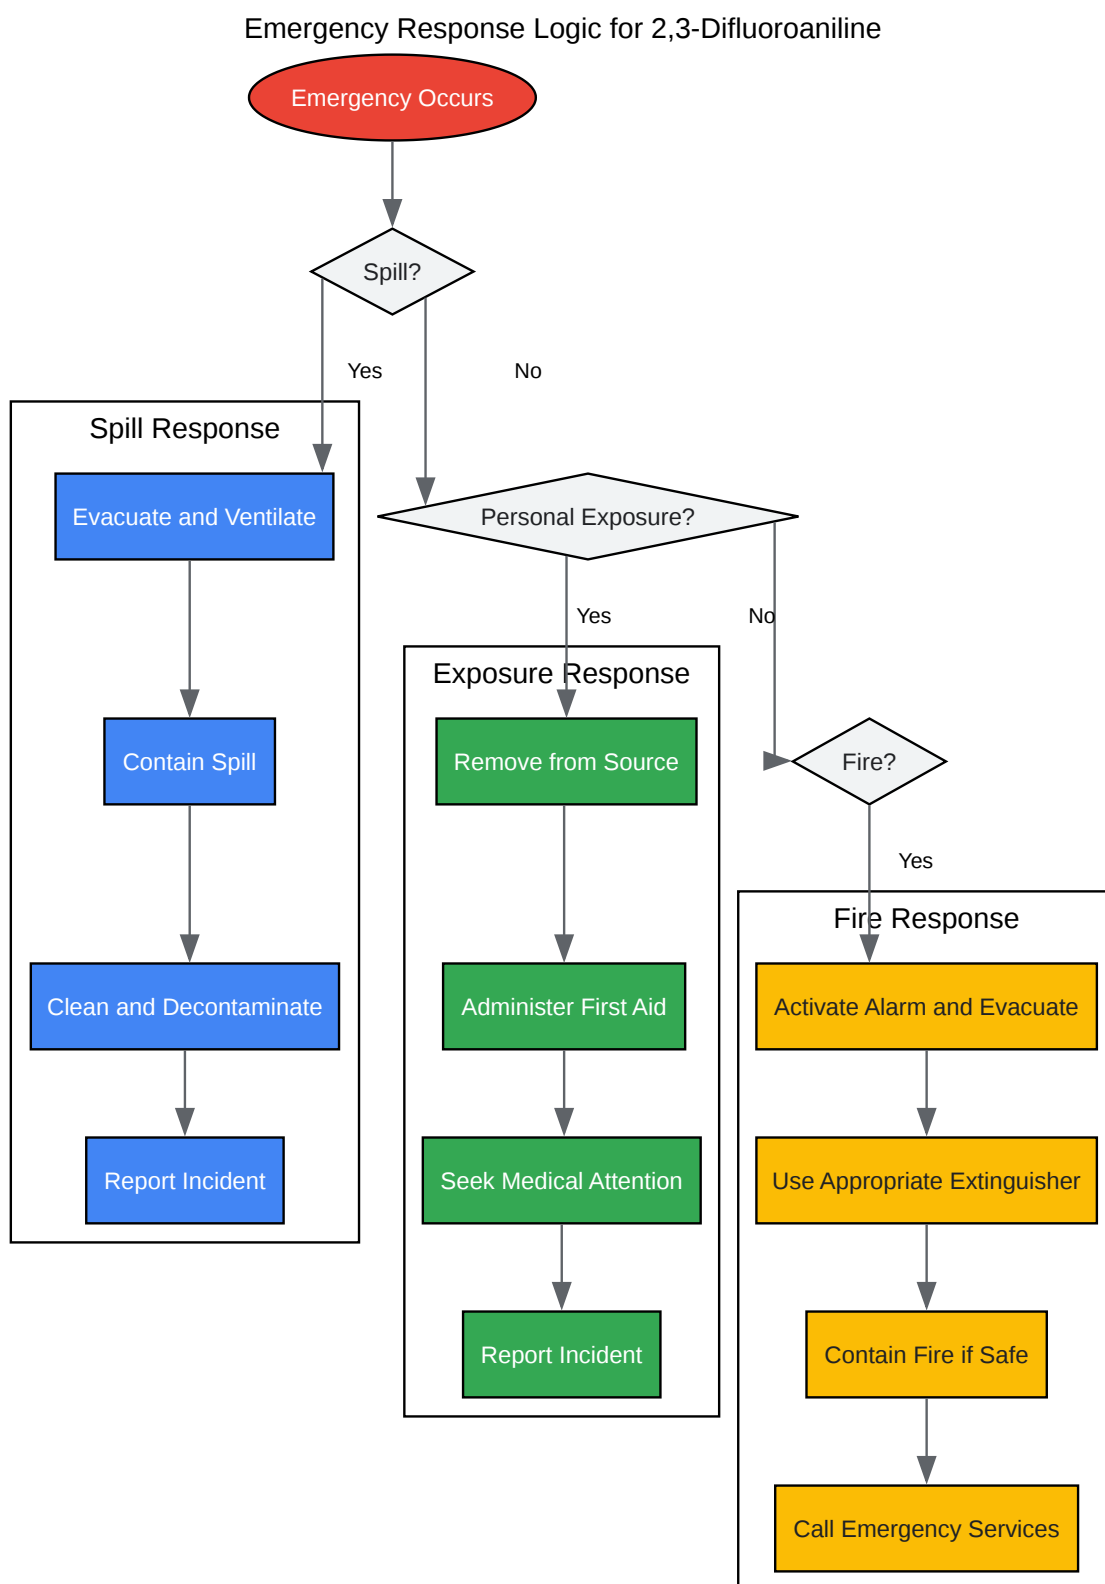 Emergency Response Logic for 2,3-Difluoroaniline
Emergency Occurs
Spill?
Yes
No
Spill Response
Evacuate and Ventilate
Contain Spill
Clean and Decontaminate
Report Incident
Personal Exposure?
Yes
No
Exposure Response
Remove from Source
Administer First Aid
Seek Medical Attention
Report Incident
Fire?
Yes
Fire Response
Activate Alarm and Evacuate
Use Appropriate Extinguisher
Contain Fire if Safe
Call Emergency Services